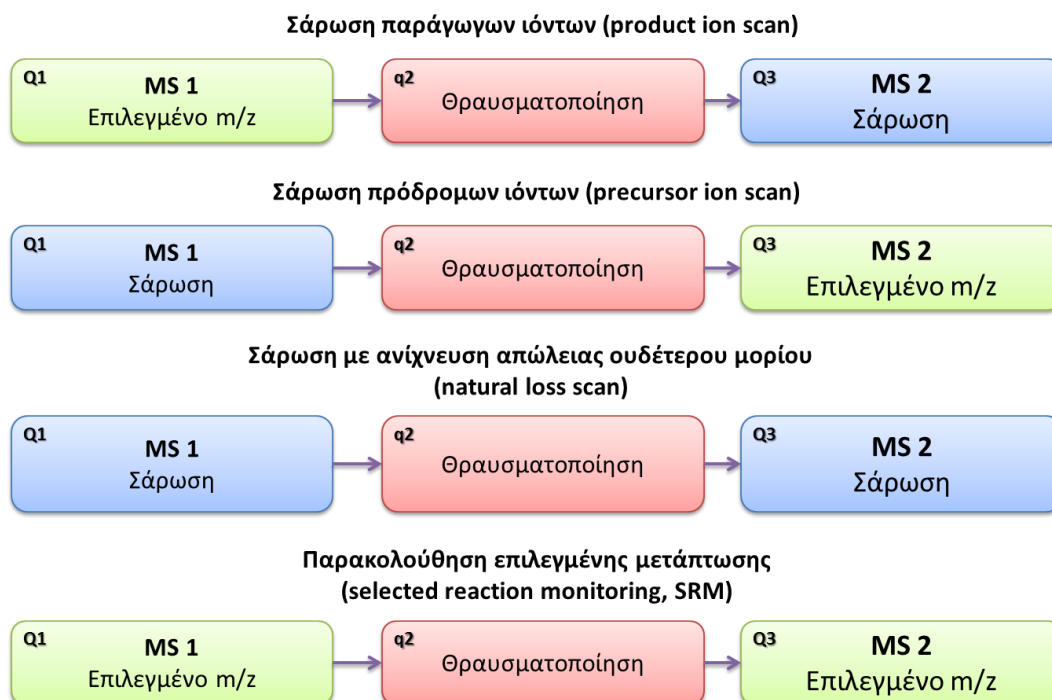 Σάρωση παράγωγων ιόντων (product ion scan)
Q1
MS 1
Επιλεγμένο m/z
q2
Θραυσματοποίηση
Q3
MS 2
Σάρωση
Σάρωση πρόδρομων ιόντων (precursor ion scan)
Q1
MS 1
Σάρωση
q2
Θραυσματοποίηση
Q3
MS 2
Επιλεγμένο m/z
Σάρωση με ανίχνευση απώλειας ουδέτερου μορίου
(natural loss scan)
Q1
MS 1
Σάρωση
q2
Θραυσματοποίηση
Q3
MS 2
Σάρωση
Παρακολούθηση επιλεγμένης μετάπτωσης
(selected reaction monitoring, SRM)
Q1
MS 1
Επιλεγμένο m/z
q2
Θραυσματοποίηση
Q3
MS 2
Επιλεγμένο m/z